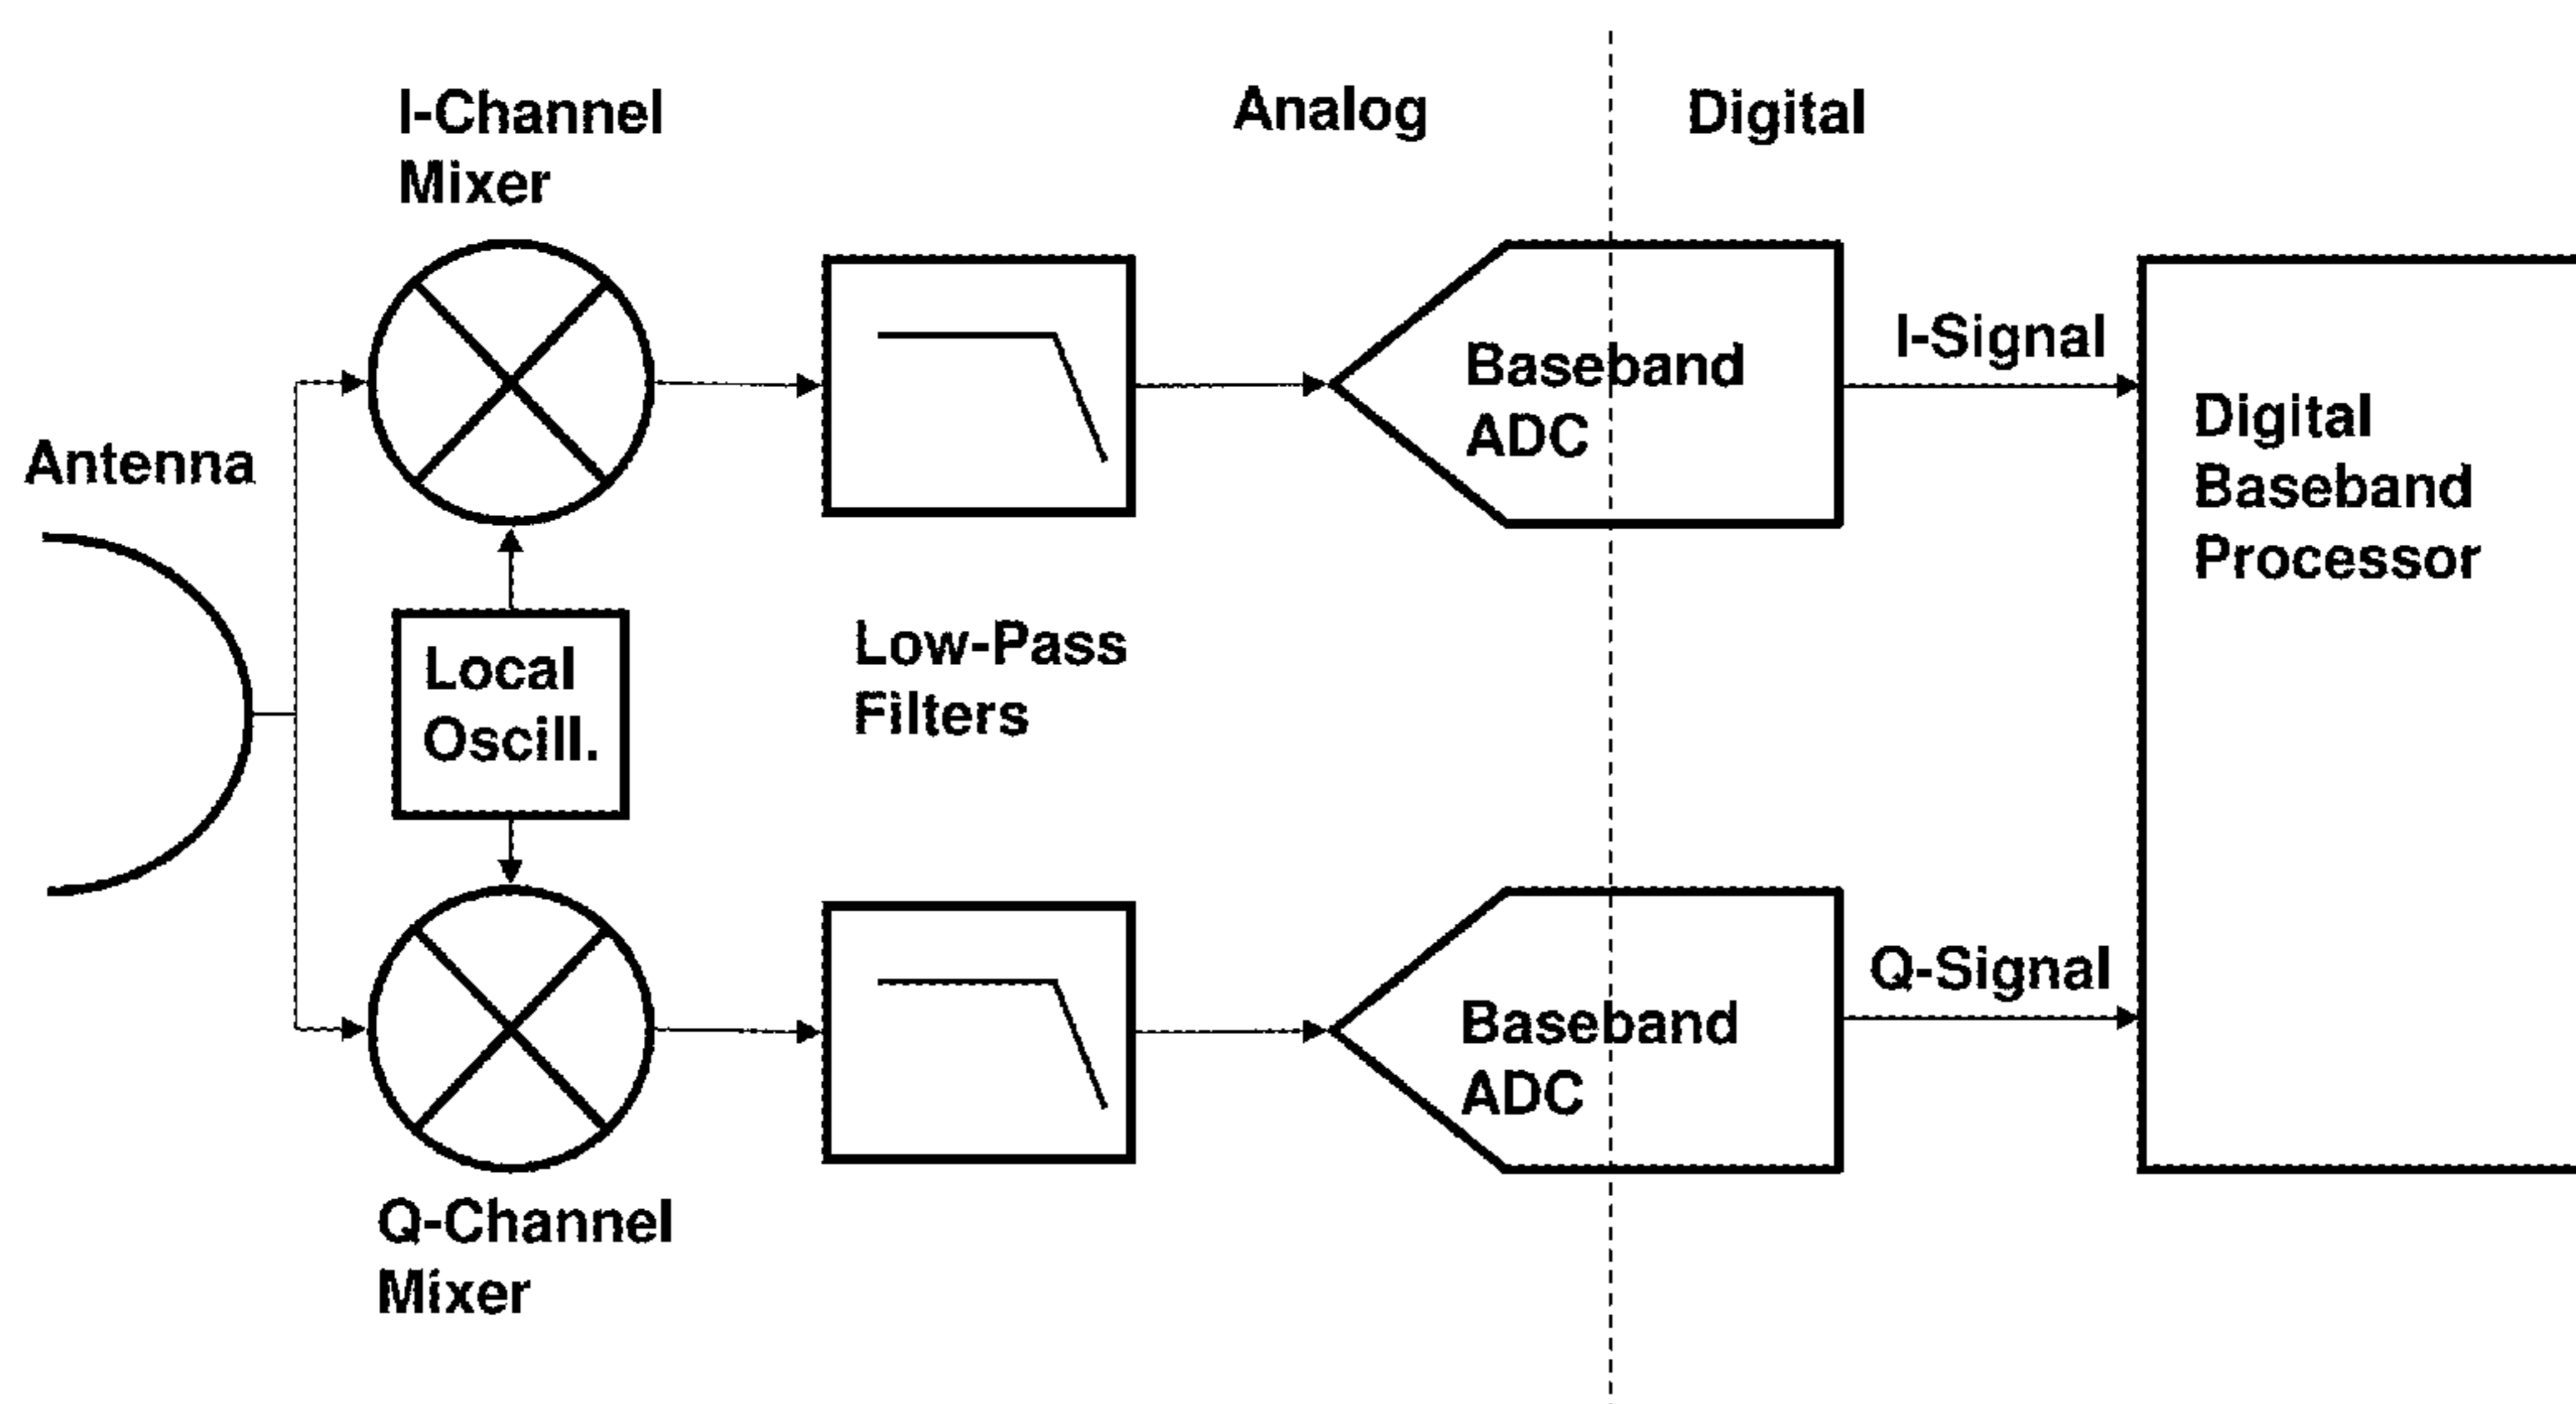 I-Channel
Mixer
Analog
Digital
Antenna
Baseband
ADC
I-Signal
Digital
Baseband
Processor
Local
Oscill.
Low-Pass
Filters
Baseband
ADC
Q-Signal
Q-Channel
Mixer